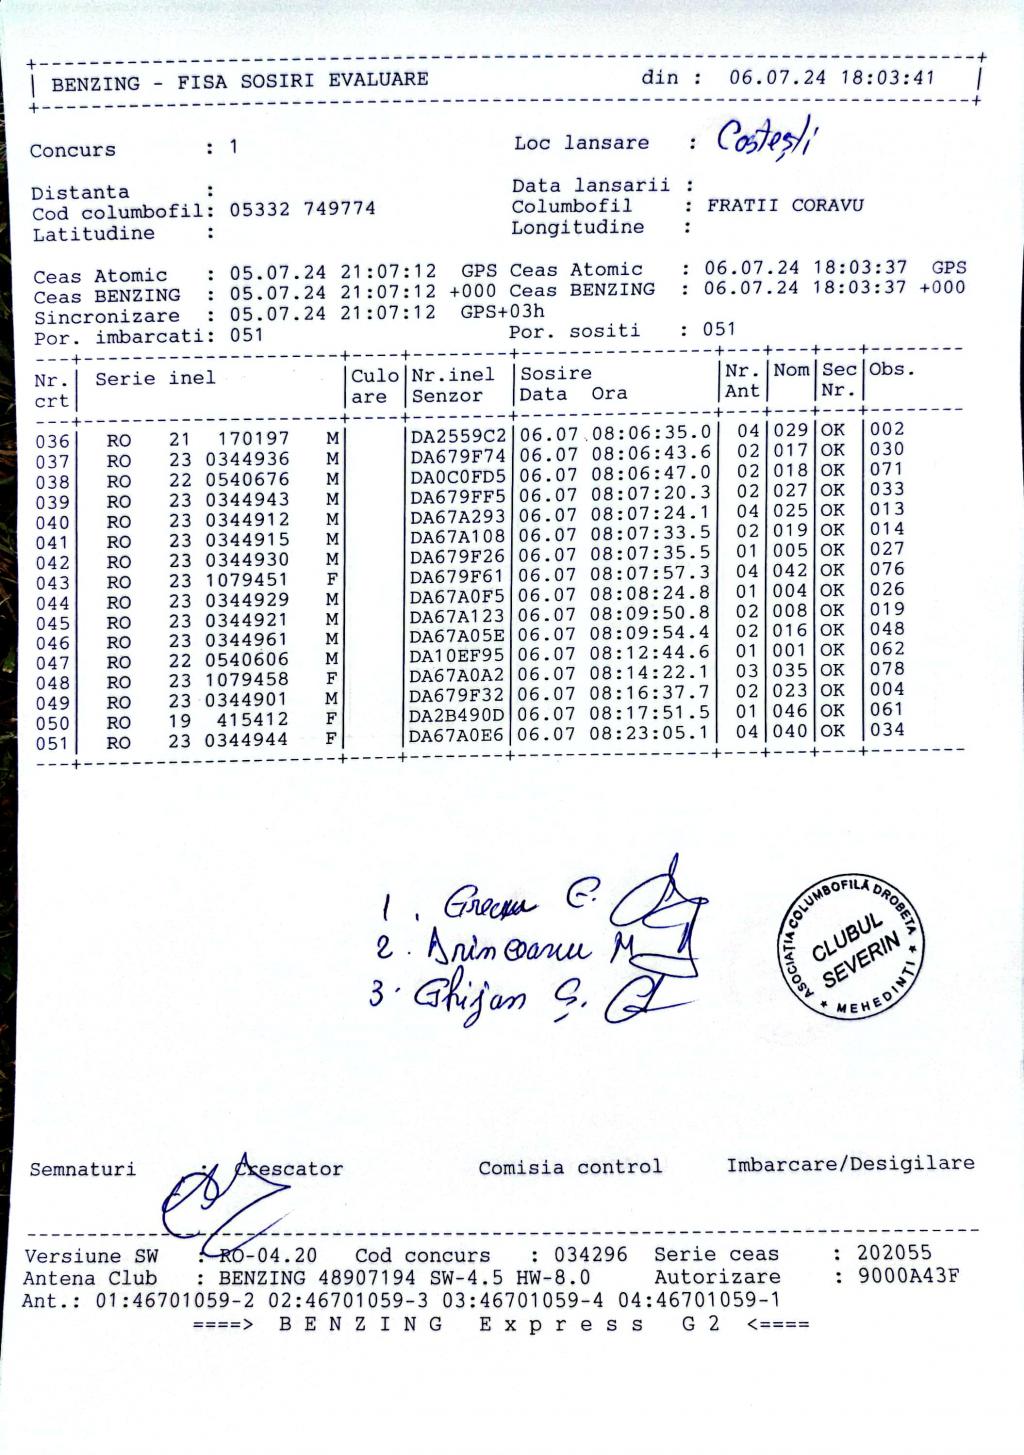 BENZING - FISA SOSIRI EVALUARE din : 06.07.24 18:03:41
Concurs : 1 Loc lansare : Costești
Distanta : Data lansarii :
Cod columbofil: 05332 749774 Columbofil : FRATII CORAVU
Latitudine : Longitudine :
Ceas Atomic : 05.07.24 21:07:12 GPS Ceas Atomic : 06.07.24 18:03:37 GPS
Ceas BENZING : 05.07.24 21:07:12 +000 Ceas BENZING : 06.07.24 18:03:37 +000
Sincronizare : 05.07.24 21:07:12 GPS+03h
Por. imbarcati: 051 Por. sositi : 051
Nr. Serie inel Culo Nr.inel Sosire Nr. Nom Sec Obs.
crt are Senzor Data Ora Ant Nr.
036 RO 21 170197 M DA2559C2 06.07 08:06:35.0 04 029 OK 002
037 RO 23 0344936 M DA679F74 06.07 08:06:43.6 02 017 OK 030
038 RO 22 0540676 M DA0C0FD5 06.07 08:06:47.0 02 018 OK 071
039 RO 23 0344943 M DA679FF5 06.07 08:07:20.3 02 027 OK 033
040 RO 23 0344912 M DA67A293 06.07 08:07:24.1 04 025 OK 013
041 RO 23 0344915 M DA67A108 06.07 08:07:33.5 02 019 OK 014
042 RO 23 0344930 M DA679F26 06.07 08:07:35.5 01 005 OK 027
043 RO 23 1079451 F DA679F61 06.07 08:07:57.3 04 042 OK 076
044 RO 23 0344929 M DA67A0F5 06.07 08:08:24.8 01 004 OK 026
045 RO 23 0344921 M DA67A123 06.07 08:09:50.8 02 008 OK 019
046 RO 23 0344961 M DA67A05E 06.07 08:09:54.4 02 016 OK 048
047 RO 22 0540606 M DA10EF95 06.07 08:12:44.6 01 001 OK 062
048 RO 23 1079458 F DA67A0A2 06.07 08:14:22.1 03 035 OK 078
049 RO 23 0344901 M DA679F32 06.07 08:16:37.7 02 023 OK 004
050 RO 19 415412 F DA2B490D 06.07 08:17:51.5 01 046 OK 061
051 RO 23 0344944 F DA67A0E6 06.07 08:23:05.1 04 040 OK 034
1. G.
2. M
3. Ghijan Ș.
ASOCIAȚIA COLUMBOFILĂ DROBETA
CLUBUL
SEVERIN
* MEHEDINȚI *
Semnaturi : Crescator Comisia control Imbarcare/Desigilare
Versiune SW : RO-04.20 Cod concurs : 034296 Serie ceas : 202055
Antena Club : BENZING 48907194 SW-4.5 HW-8.0 Autorizare : 9000A43F
Ant.: 01:46701059-2 02:46701059-3 03:46701059-4 04:46701059-1
====> B E N Z I N G E x p r e s s G 2 <====